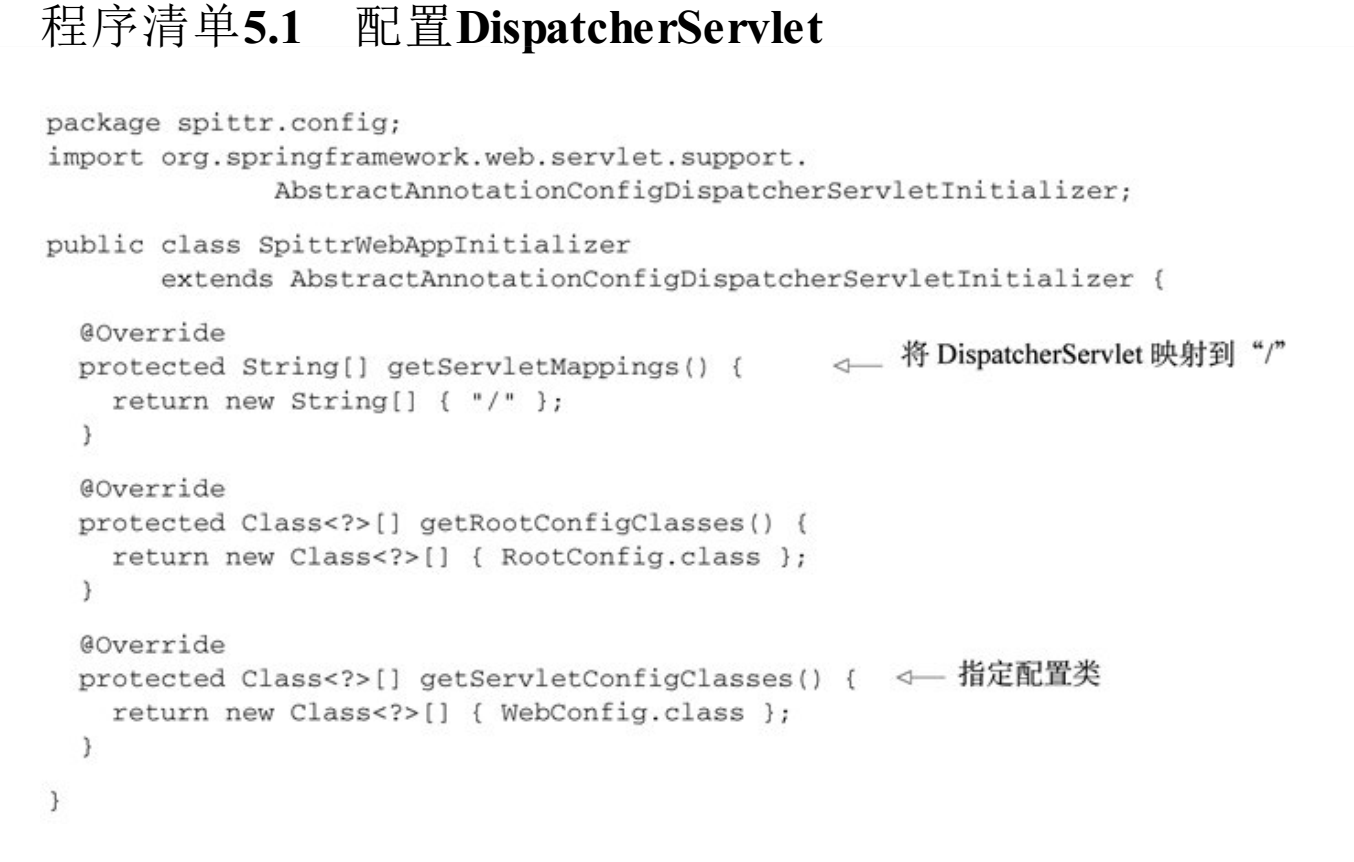 程序清单5.1 配置DispatcherServlet
package spittr.config;
import org.springframework.web.servlet.support.
AbstractAnnotationConfigDispatcherServletInitializer;
public class SpittrWebAppInitializer
extends AbstractAnnotationConfigDispatcherServletInitializer {
@Override
protected String[] getServletMappings() { 将 DispatcherServlet 映射到“/”
return new String[] { "/" };
}
@Override
protected Class<?>[] getRootConfigClasses() {
return new Class<?>[] { RootConfig.class };
}
@Override
protected Class<?>[] getServletConfigClasses() { 指定配置类
return new Class<?>[] { WebConfig.class };
}
}